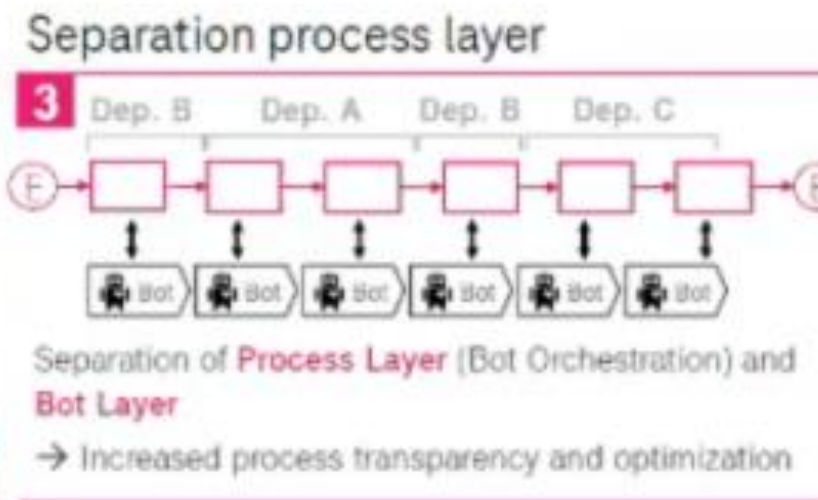 Separation process layer
3
Dep. B Dep. A Dep. B Dep. C
E
Bot Bot Bot Bot Bot Bot
Separation of Process Layer (Bot Orchestration) and
Bot Layer
→ Increased process transparency and optimization